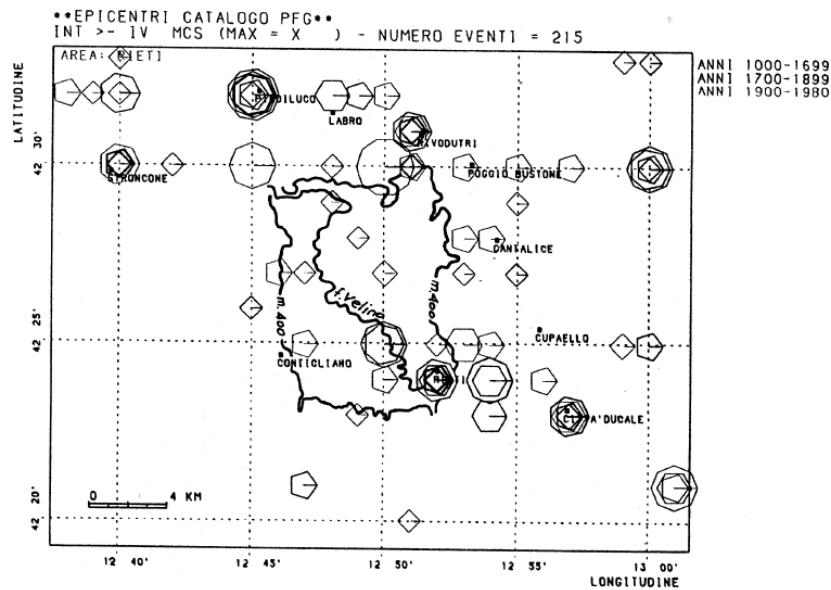 **EPICENTRI CATALOGO PFG**
INT >- IV MCS (MAX = X ) - NUMERO EVENTI = 215
AREA: RIETI
ANNI 1000-1699
ANNI 1700-1899
ANNI 1900-1980
LATITUDINE
PIEDILUCO
LABRO
RIVODUTRI
42 30'
STRONCONE
POGGIO BUSTONE
CANTALICE
f. Velino
m. 400
m. 400
42 25'
CUPAELLO
CONTIGLIANO
RIETI
CITTA'DUCALE
0 4 KM
42 20'
12 40' 12 45' 12 50' 12 55' 13 00'
LONGITUDINE